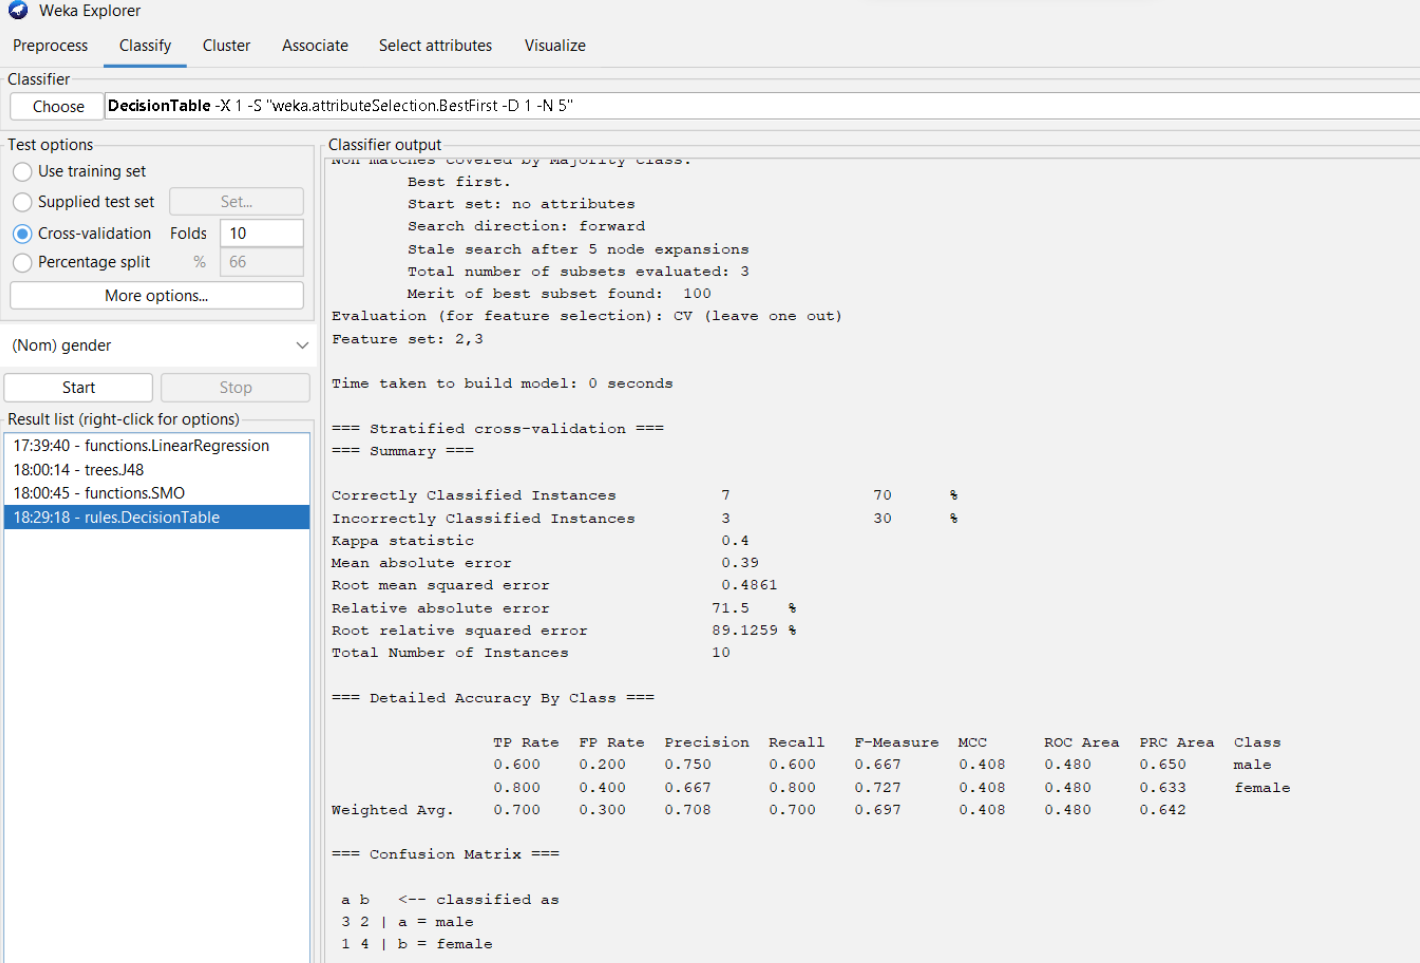 Weka Explorer
Preprocess Classify Cluster Associate Select attributes Visualize
Classifier
Choose DecisionTable -X 1 -S "weka.attributeSelection.BestFirst -D 1 -N 5"
Test options
Use training set
Supplied test set Set...
Cross-validation Folds 10
Percentage split % 66
More options...
(Nom) gender
Start Stop
Result list (right-click for options)
17:39:40 - functions.LinearRegression
18:00:14 - trees.J48
18:00:45 - functions.SMO
18:29:18 - rules.DecisionTable
Classifier output
Non matches covered by Majority class.
Best first.
Start set: no attributes
Search direction: forward
Stale search after 5 node expansions
Total number of subsets evaluated: 3
Merit of best subset found: 100
Evaluation (for feature selection): CV (leave one out)
Feature set: 2,3
Time taken to build model: 0 seconds
=== Stratified cross-validation ===
=== Summary ===
Correctly Classified Instances 7 70 %
Incorrectly Classified Instances 3 30 %
Kappa statistic 0.4
Mean absolute error 0.39
Root mean squared error 0.4861
Relative absolute error 71.5 %
Root relative squared error 89.1259 %
Total Number of Instances 10
=== Detailed Accuracy By Class ===
TP Rate FP Rate Precision Recall F-Measure MCC ROC Area PRC Area Class
0.600 0.200 0.750 0.600 0.667 0.408 0.480 0.650 male
0.800 0.400 0.667 0.800 0.727 0.408 0.480 0.633 female
Weighted Avg. 0.700 0.300 0.708 0.700 0.697 0.408 0.480 0.642
=== Confusion Matrix ===
a b <-- classified as
3 2 | a = male
1 4 | b = female